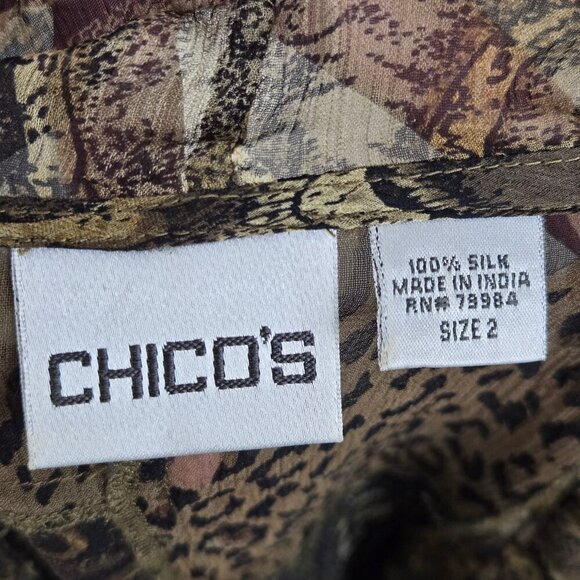 CHICO'S
100% SILK
MADE IN INDIA
RN# 79984
SIZE 2